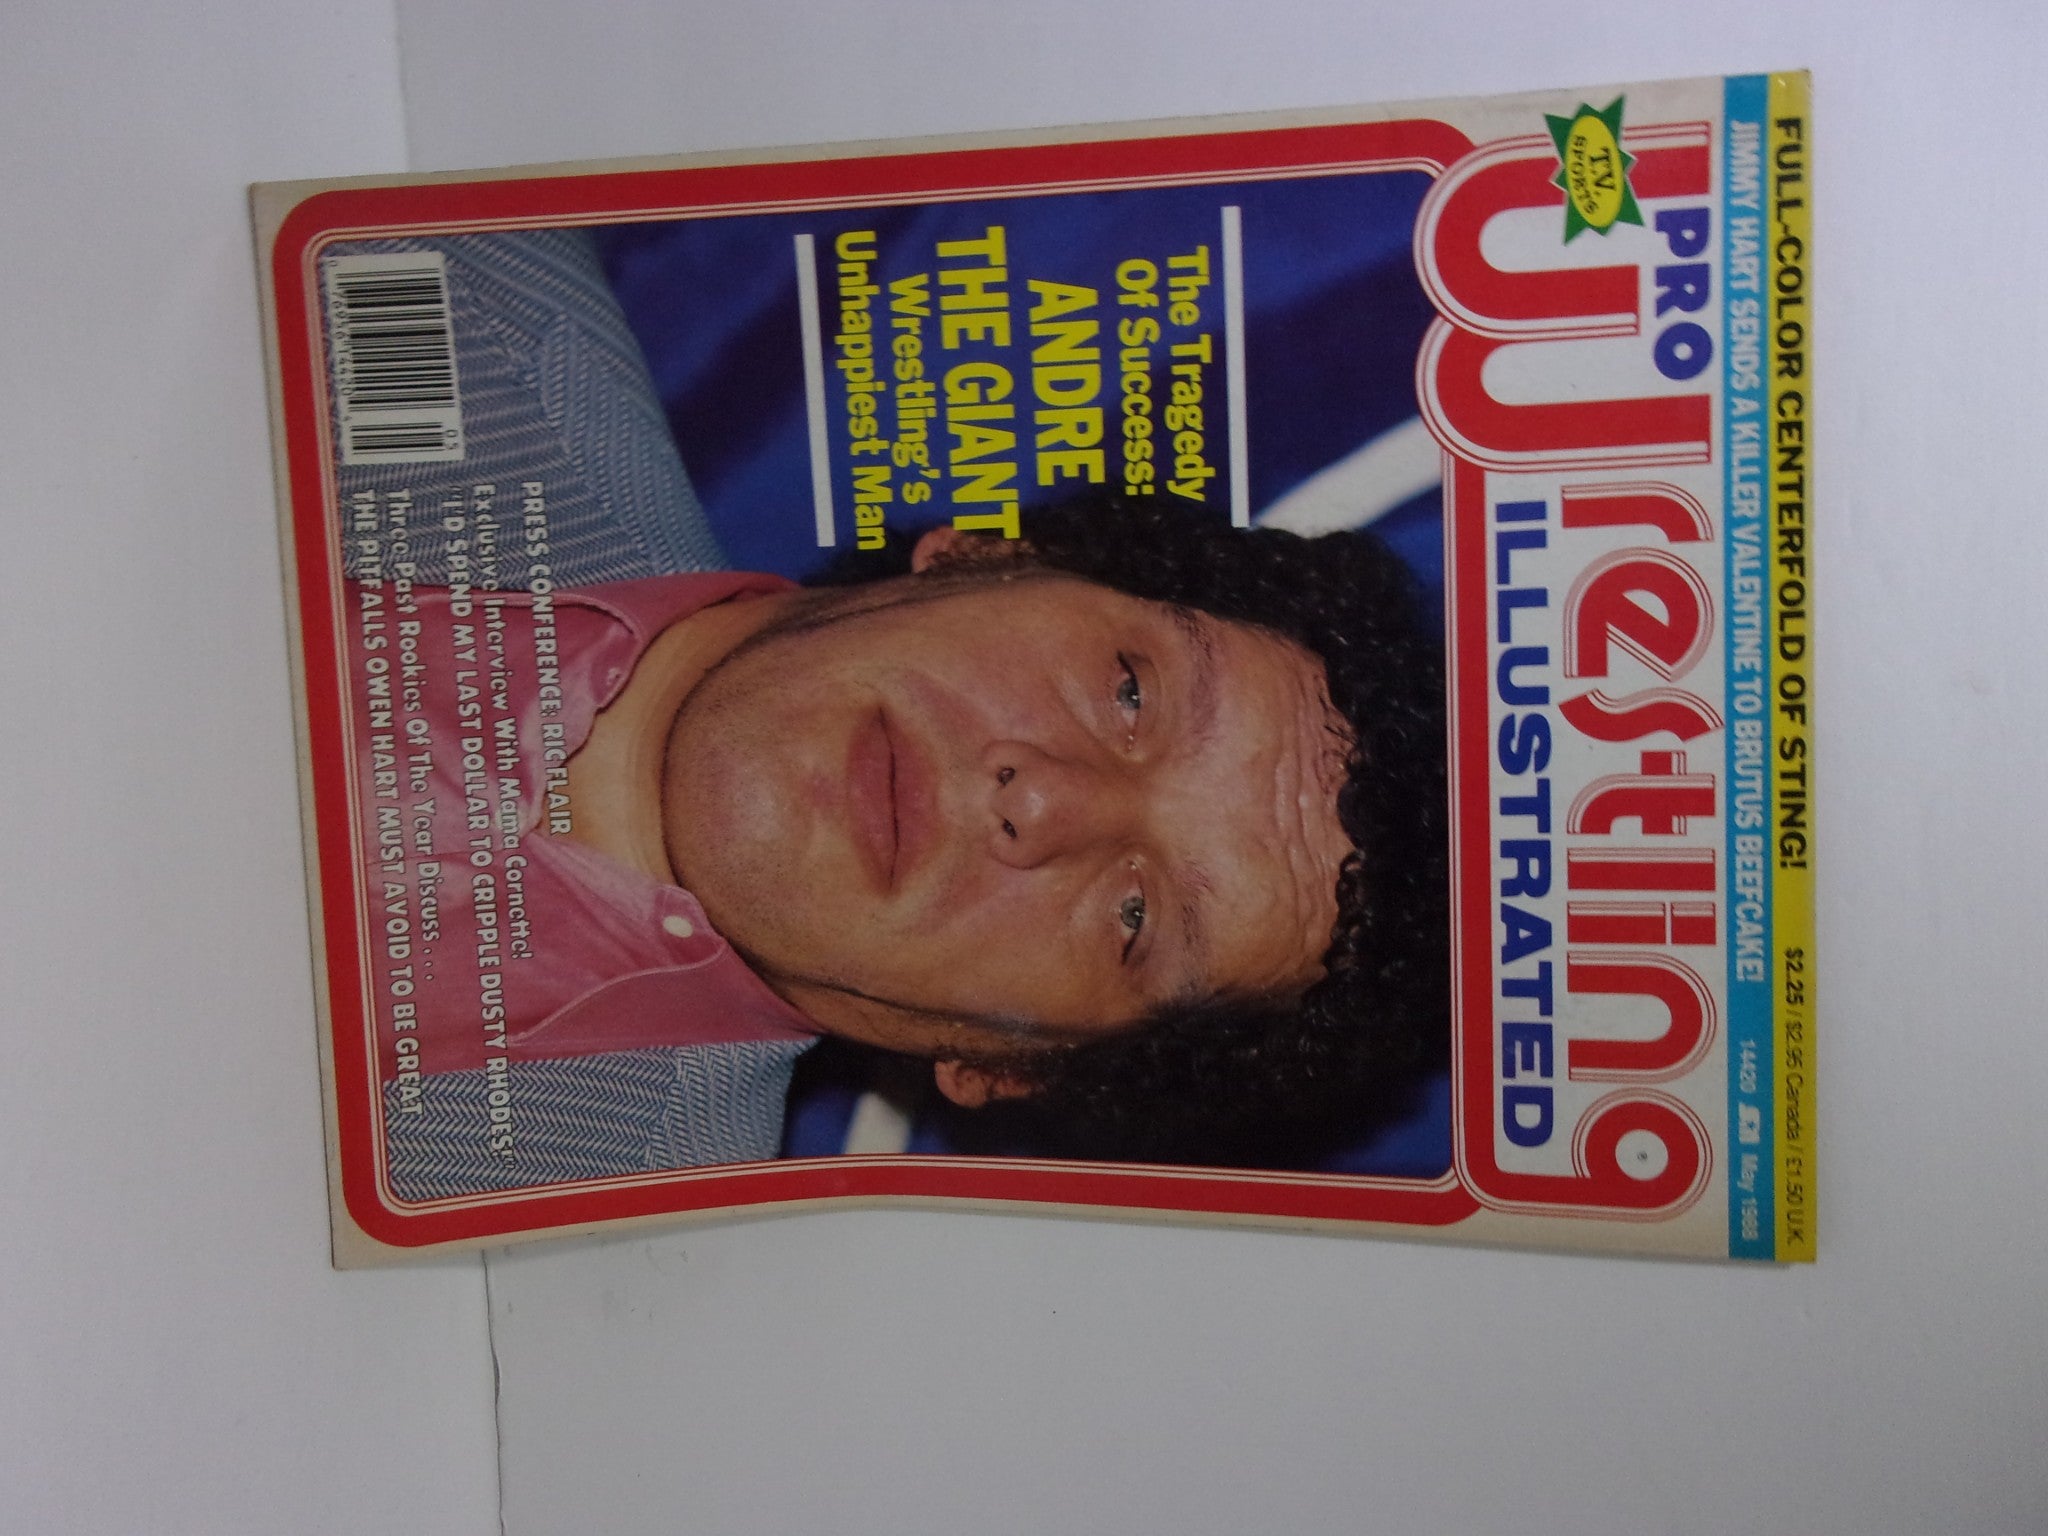 FULL-COLOR CENTERFOLD OF STING! $2.25 / $2.95 Canada / £1.50 U.K.
JIMMY HART SENDS A KILLER VALENTINE TO BRUTUS BEEFCAKE! 14420 May 1988
T.V. SPORTS
PRO
Wrestling
ILLUSTRATED
®
The Tragedy
Of Success:
ANDRE
THE GIANT
Wrestling's
Unhappiest Man
PRESS CONFERENCE: RIC FLAIR
Exclusive Interview With Mama Cornette!
"I'D SPEND MY LAST DOLLAR TO CRIPPLE DUSTY RHODES"
Three Past Rookies Of The Year Discuss...
THE PITFALLS OWEN HART MUST AVOID TO BE GREAT
05